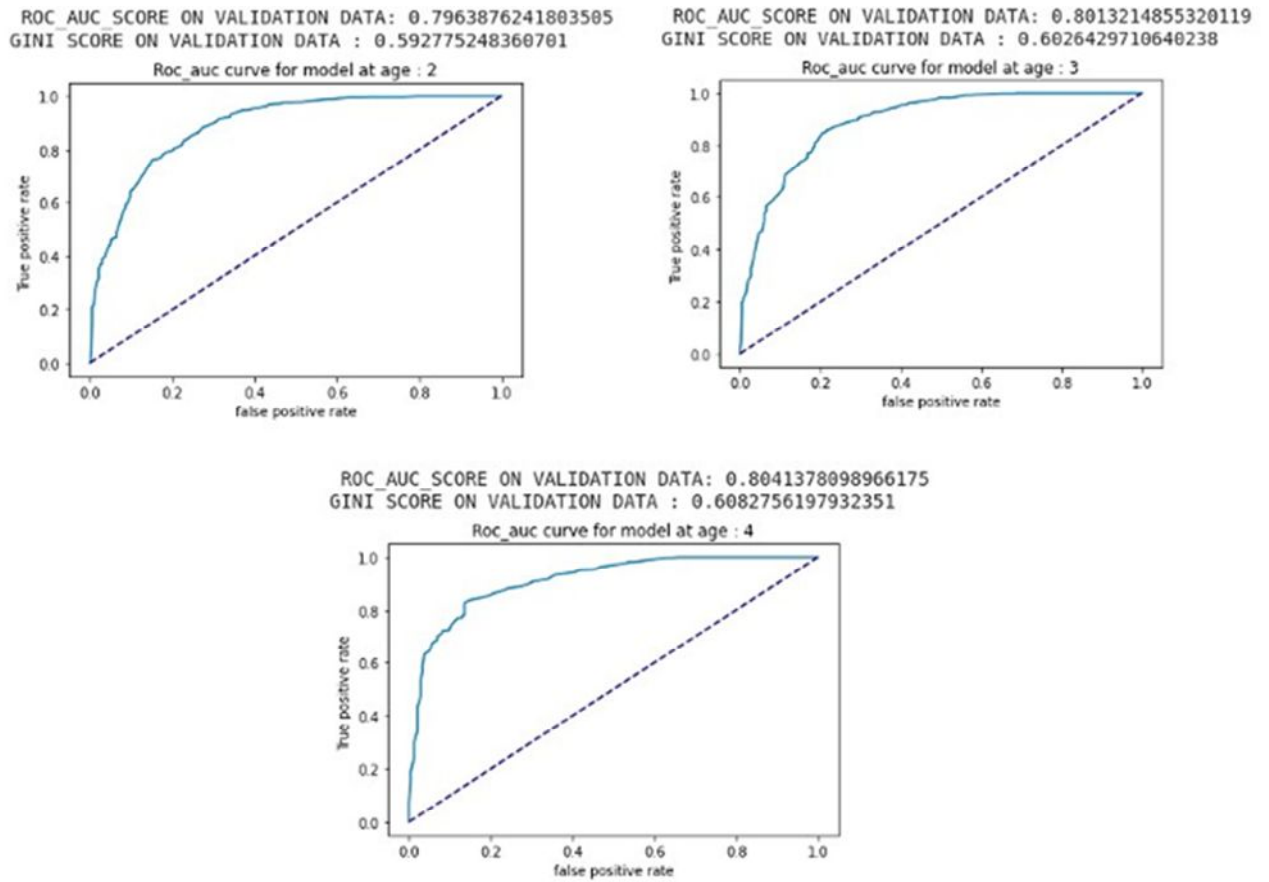 ROC_AUC_SCORE ON VALIDATION DATA: 0.7963876241803505
GINI SCORE ON VALIDATION DATA : 0.592775248360701
Roc_auc curve for model at age : 2
1.0
0.8
0.6
0.4
0.2
0.0
True positive rate
0.0 0.2 0.4 0.6 0.8 1.0
false positive rate
ROC_AUC_SCORE ON VALIDATION DATA: 0.8013214855320119
GINI SCORE ON VALIDATION DATA : 0.6026429710640238
Roc_auc curve for model at age : 3
1.0
0.8
0.6
0.4
0.2
0.0
True positive rate
0.0 0.2 0.4 0.6 0.8 1.0
false positive rate
ROC_AUC_SCORE ON VALIDATION DATA: 0.8041378098966175
GINI SCORE ON VALIDATION DATA : 0.6082756197932351
Roc_auc curve for model at age : 4
1.0
0.8
0.6
0.4
0.2
0.0
True positive rate
0.0 0.2 0.4 0.6 0.8 1.0
false positive rate